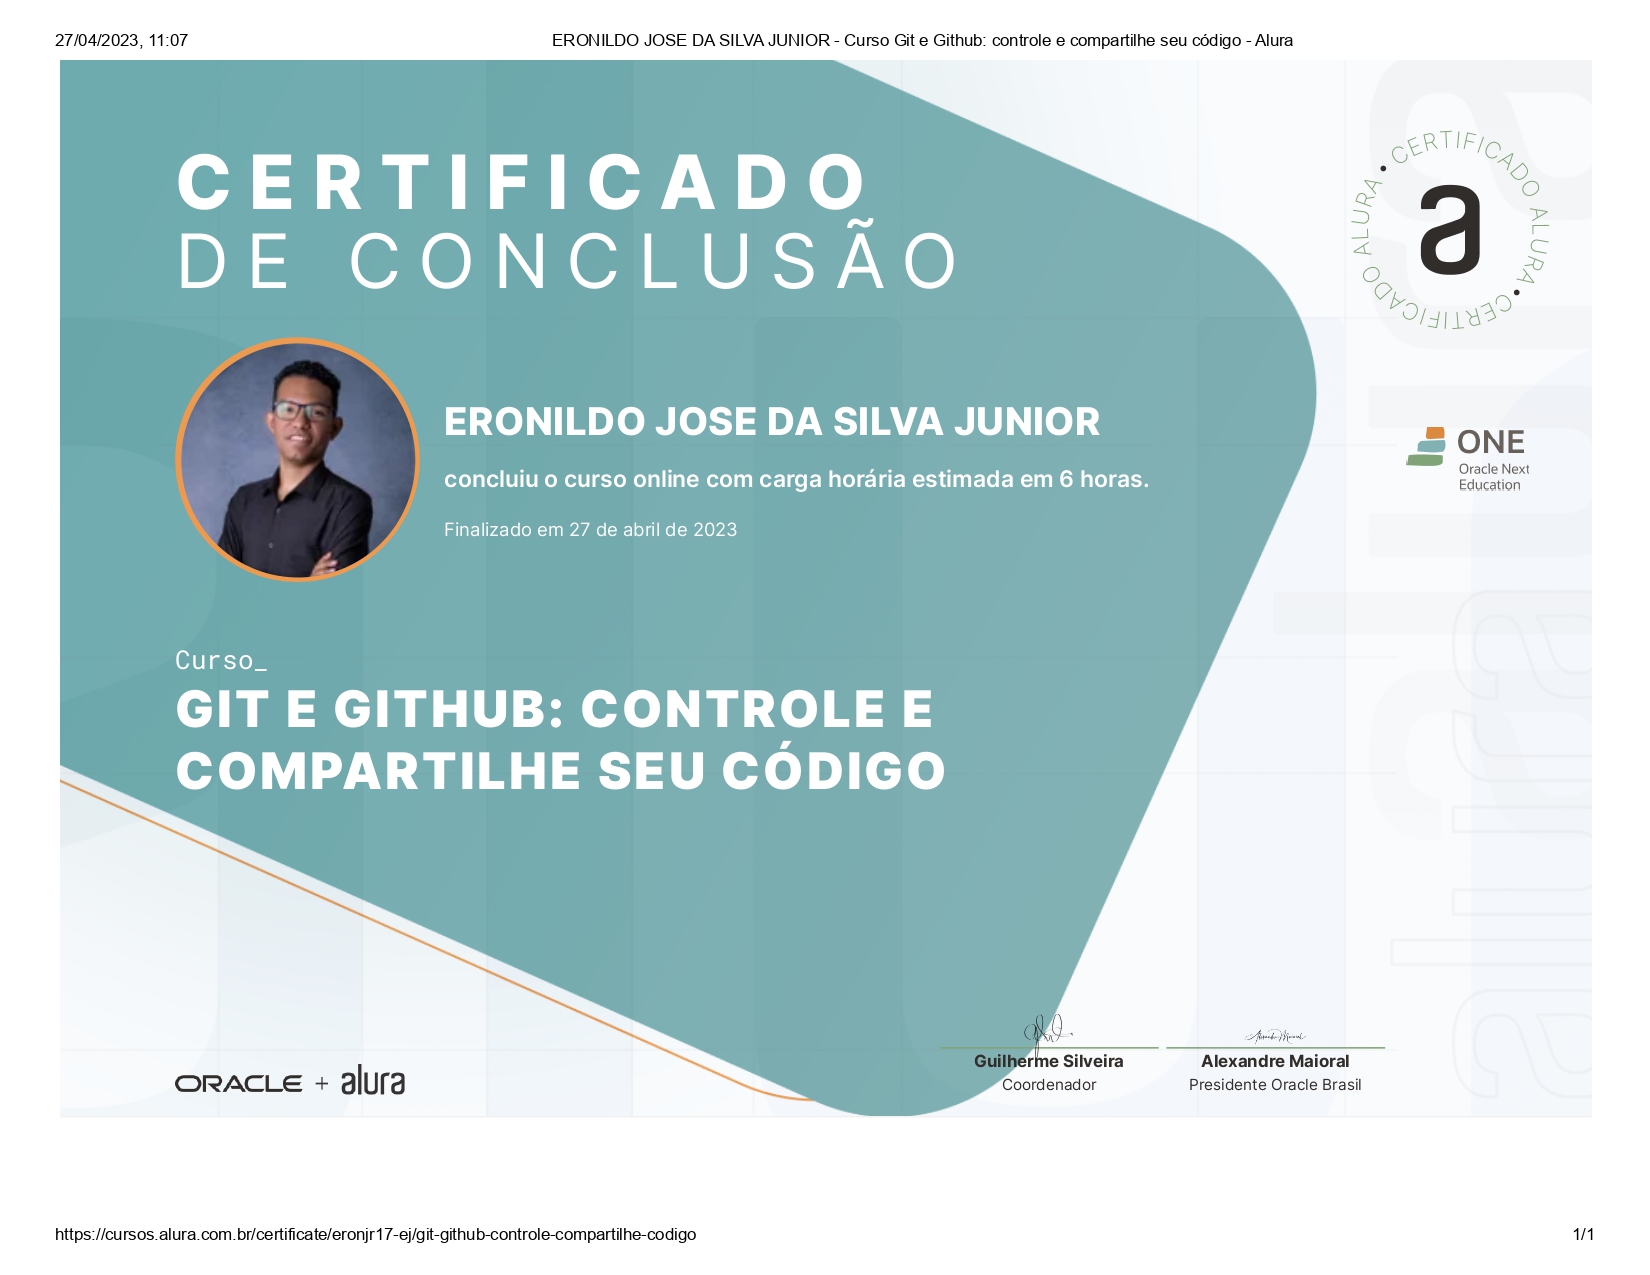 27/04/2023, 11:07
ERONILDO JOSE DA SILVA JUNIOR - Curso Git e Github: controle e compartilhe seu código - Alura
CERTIFICADO
DE CONCLUSÃO
CERTIFICADO ALURA • CERTIFICADO ALURA •
a
ERONILDO JOSE DA SILVA JUNIOR
concluiu o curso online com carga horária estimada em 6 horas.
Finalizado em 27 de abril de 2023
ONE
Oracle Next
Education
Curso_
GIT E GITHUB: CONTROLE E
COMPARTILHE SEU CÓDIGO
alura
alura
Guilherme Silveira
Coordenador
Alexandre Maioral
Presidente Oracle Brasil
ORACLE + alura
https://cursos.alura.com.br/certificate/eronjr17-ej/git-github-controle-compartilhe-codigo
1/1